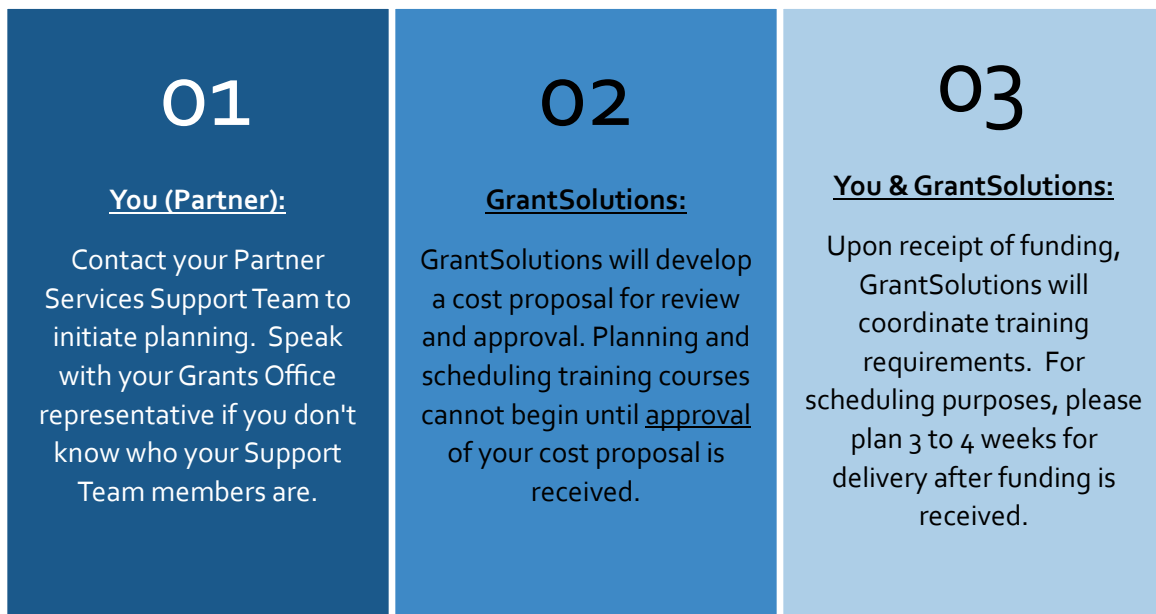 01
You (Partner):
Contact your Partner
Services Support Team to
initiate planning.  Speak
with your Grants Office
representative if you don't
know who your Support
Team members are.
02
GrantSolutions:
GrantSolutions will develop
a cost proposal for review
and approval. Planning and
scheduling training courses
cannot begin until approval
of your cost proposal is
received.
03
You & GrantSolutions:
Upon receipt of funding,
GrantSolutions will
coordinate training
requirements.  For
scheduling purposes, please
plan 3 to 4 weeks for
delivery after funding is
received.